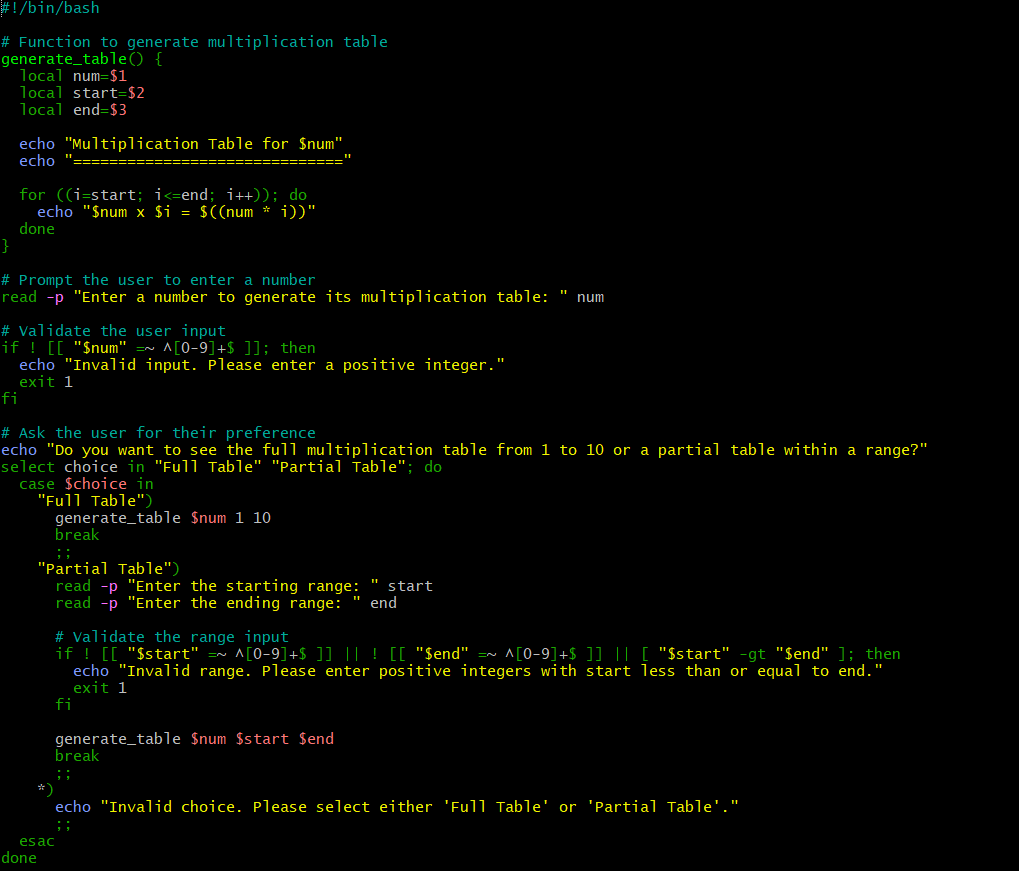 #!/bin/bash

# Function to generate multiplication table
generate_table() {
  local num=$1
  local start=$2
  local end=$3

  echo "Multiplication Table for $num"
  echo "=============================="

  for ((i=start; i<=end; i++)); do
    echo "$num x $i = $((num * i))"
  done
}

# Prompt the user to enter a number
read -p "Enter a number to generate its multiplication table: " num

# Validate the user input
if ! [[ "$num" =~ ^[0-9]+$ ]]; then
  echo "Invalid input. Please enter a positive integer."
  exit 1
fi

# Ask the user for their preference
echo "Do you want to see the full multiplication table from 1 to 10 or a partial table within a range?"
select choice in "Full Table" "Partial Table"; do
  case $choice in
    "Full Table")
      generate_table $num 1 10
      break
      ;;
    "Partial Table")
      read -p "Enter the starting range: " start
      read -p "Enter the ending range: " end

      # Validate the range input
      if ! [[ "$start" =~ ^[0-9]+$ ]] || ! [[ "$end" =~ ^[0-9]+$ ]] || [ "$start" -gt "$end" ]; then
        echo "Invalid range. Please enter positive integers with start less than or equal to end."
        exit 1
      fi

      generate_table $num $start $end
      break
      ;;
    *)
      echo "Invalid choice. Please select either 'Full Table' or 'Partial Table'."
      ;;
  esac
done